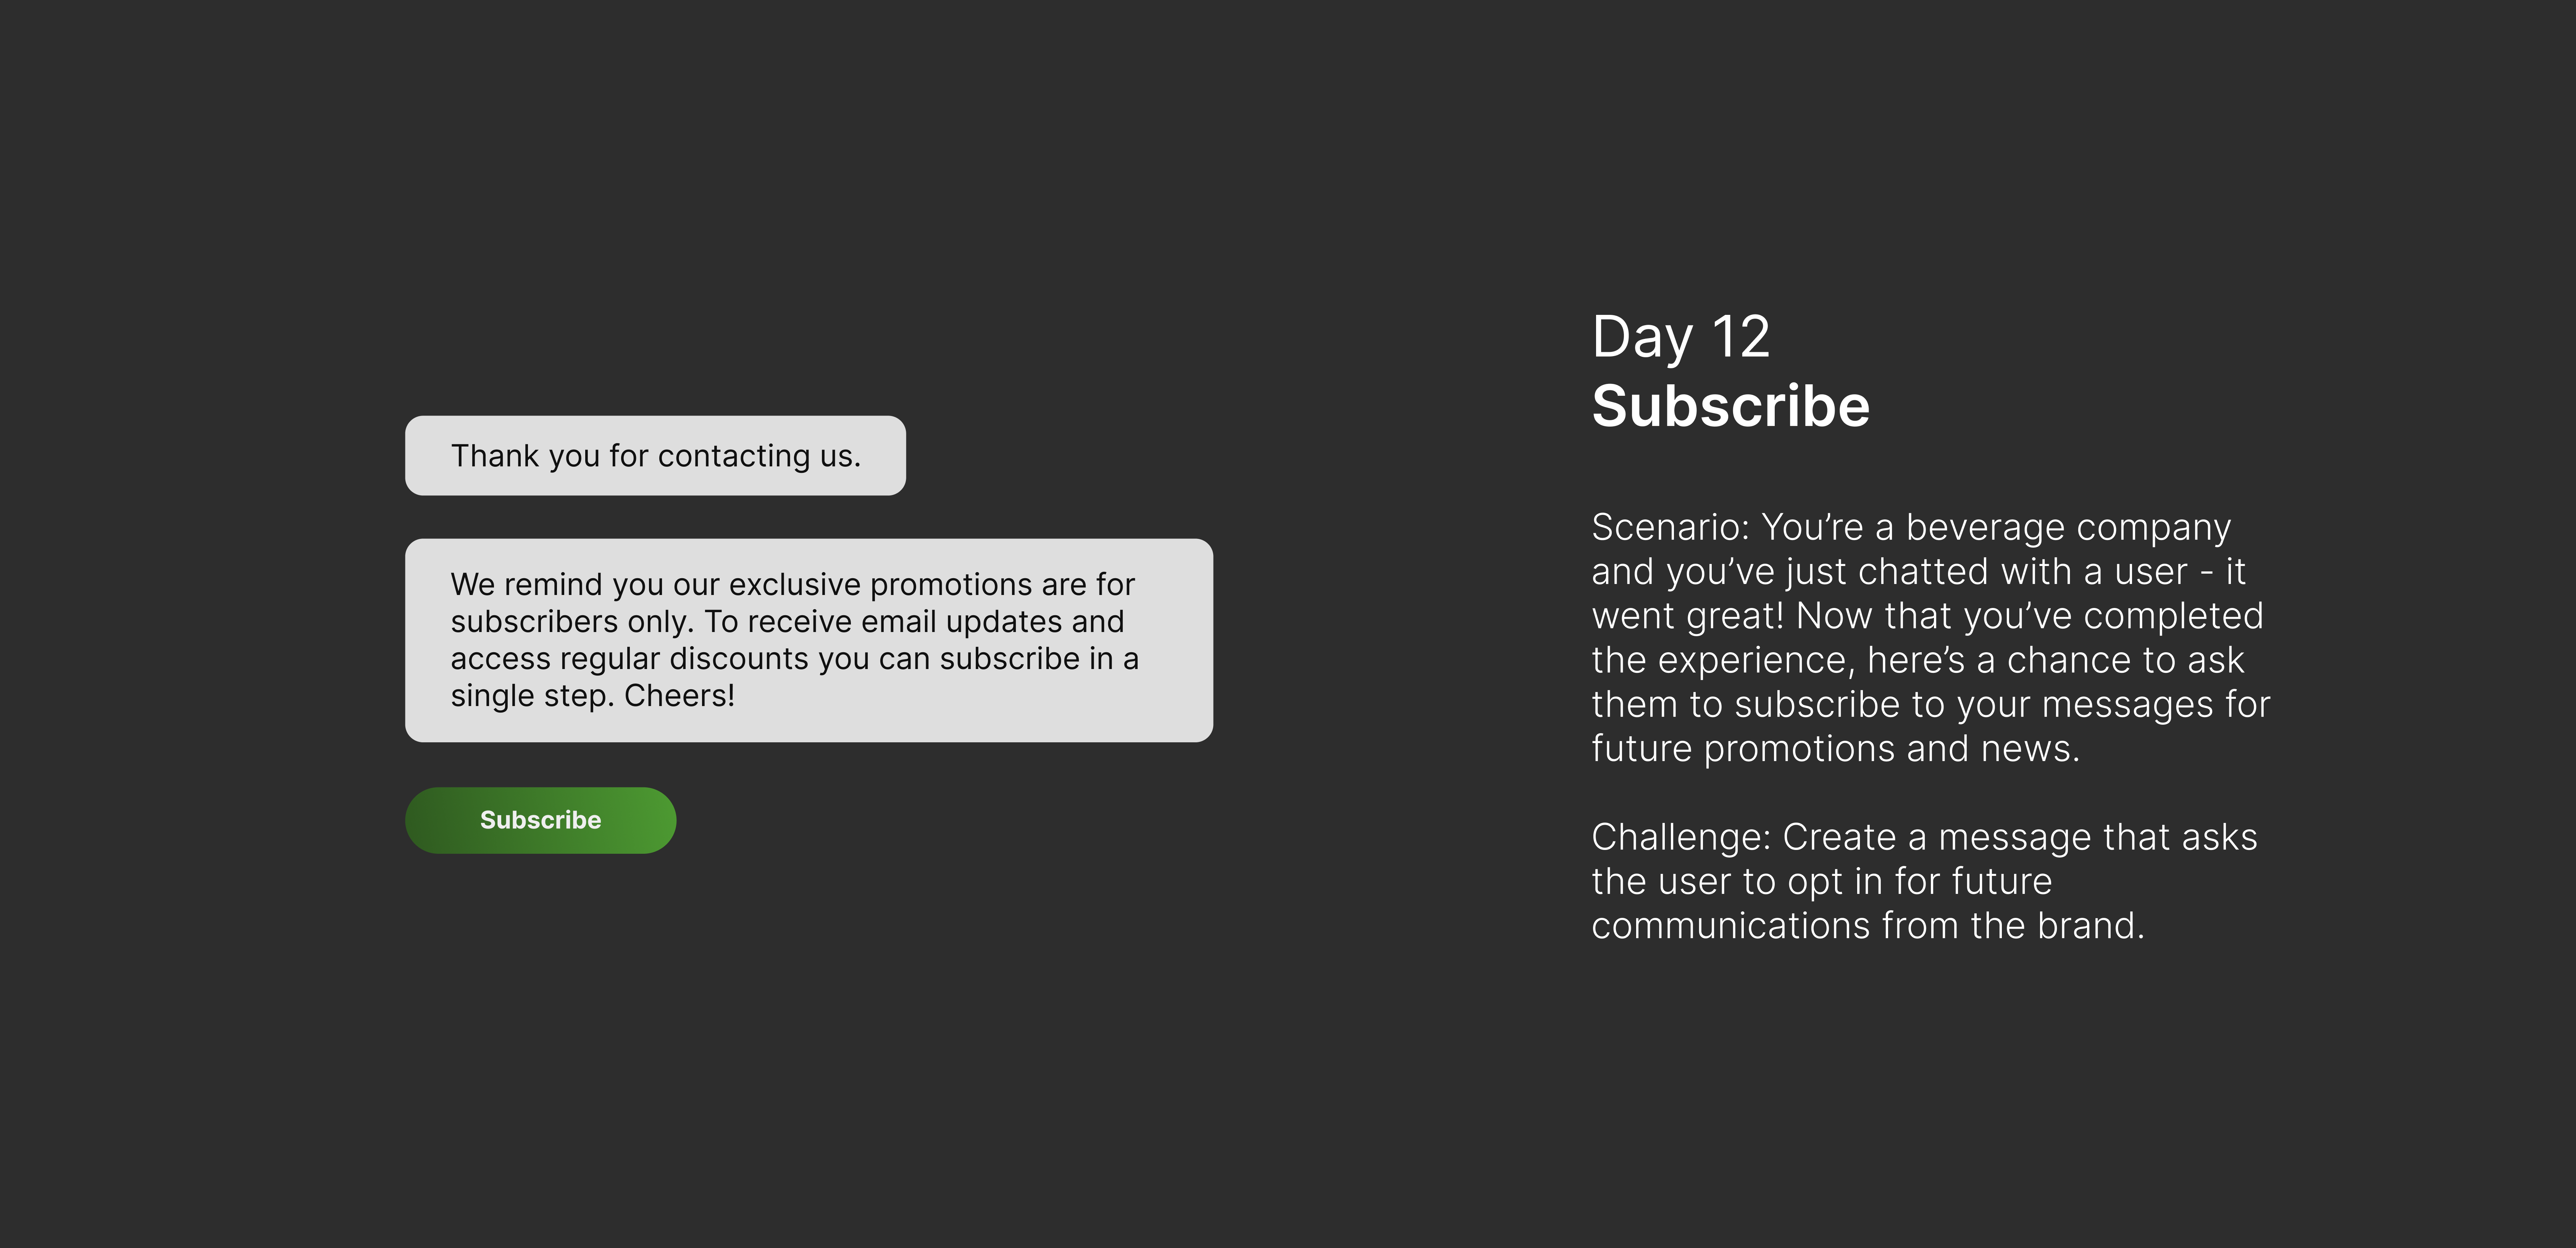 Thank you for contacting us.
We remind you our exclusive promotions are for
subscribers only. To receive email updates and
access regular discounts you can subscribe in a
single step. Cheers!
Subscribe
Day 12
Subscribe
Scenario: You’re a beverage company
and you’ve just chatted with a user - it
went great! Now that you’ve completed
the experience, here’s a chance to ask
them to subscribe to your messages for
future promotions and news.
Challenge: Create a message that asks
the user to opt in for future
communications from the brand.